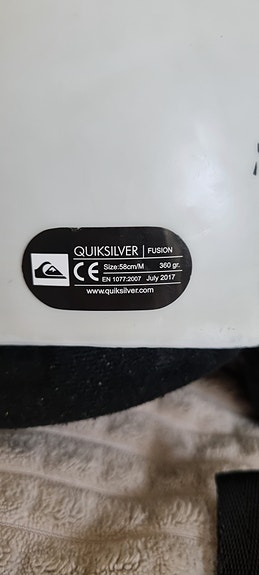 QUIKSILVER | FUSION
CE Size:58cm/M 360 gr.
EN 1077:2007 July 2017
www.quiksilver.com